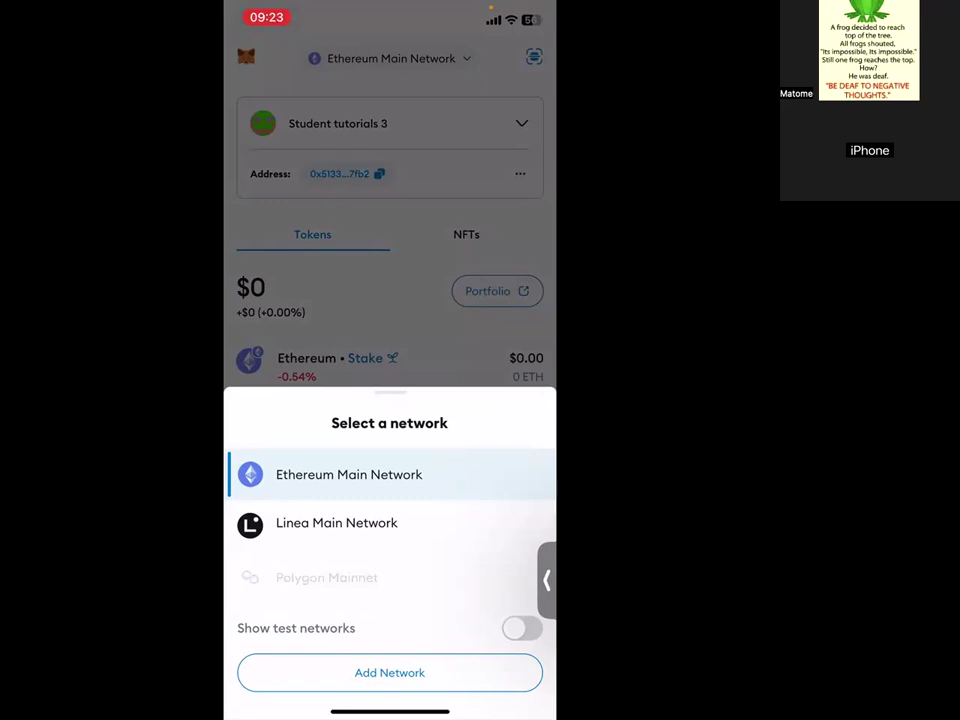 09:23
Ethereum Main Network
Student tutorials 3
Address: 0x5133...7fb2
Tokens NFTs
$0
Portfolio
+$0 (+0.00%)
Ethereum • Stake $0.00
-0.54% 0 ETH
Select a network
Ethereum Main Network
Linea Main Network
Polygon Mainnet
Show test networks
Add Network
A frog decided to reach
top of the tree.
All frogs shouted,
"Its impossible, Its impossible."
Still one frog reaches the top.
How?
He was deaf.
"BE DEAF TO NEGATIVE
THOUGHTS."
Matome
iPhone